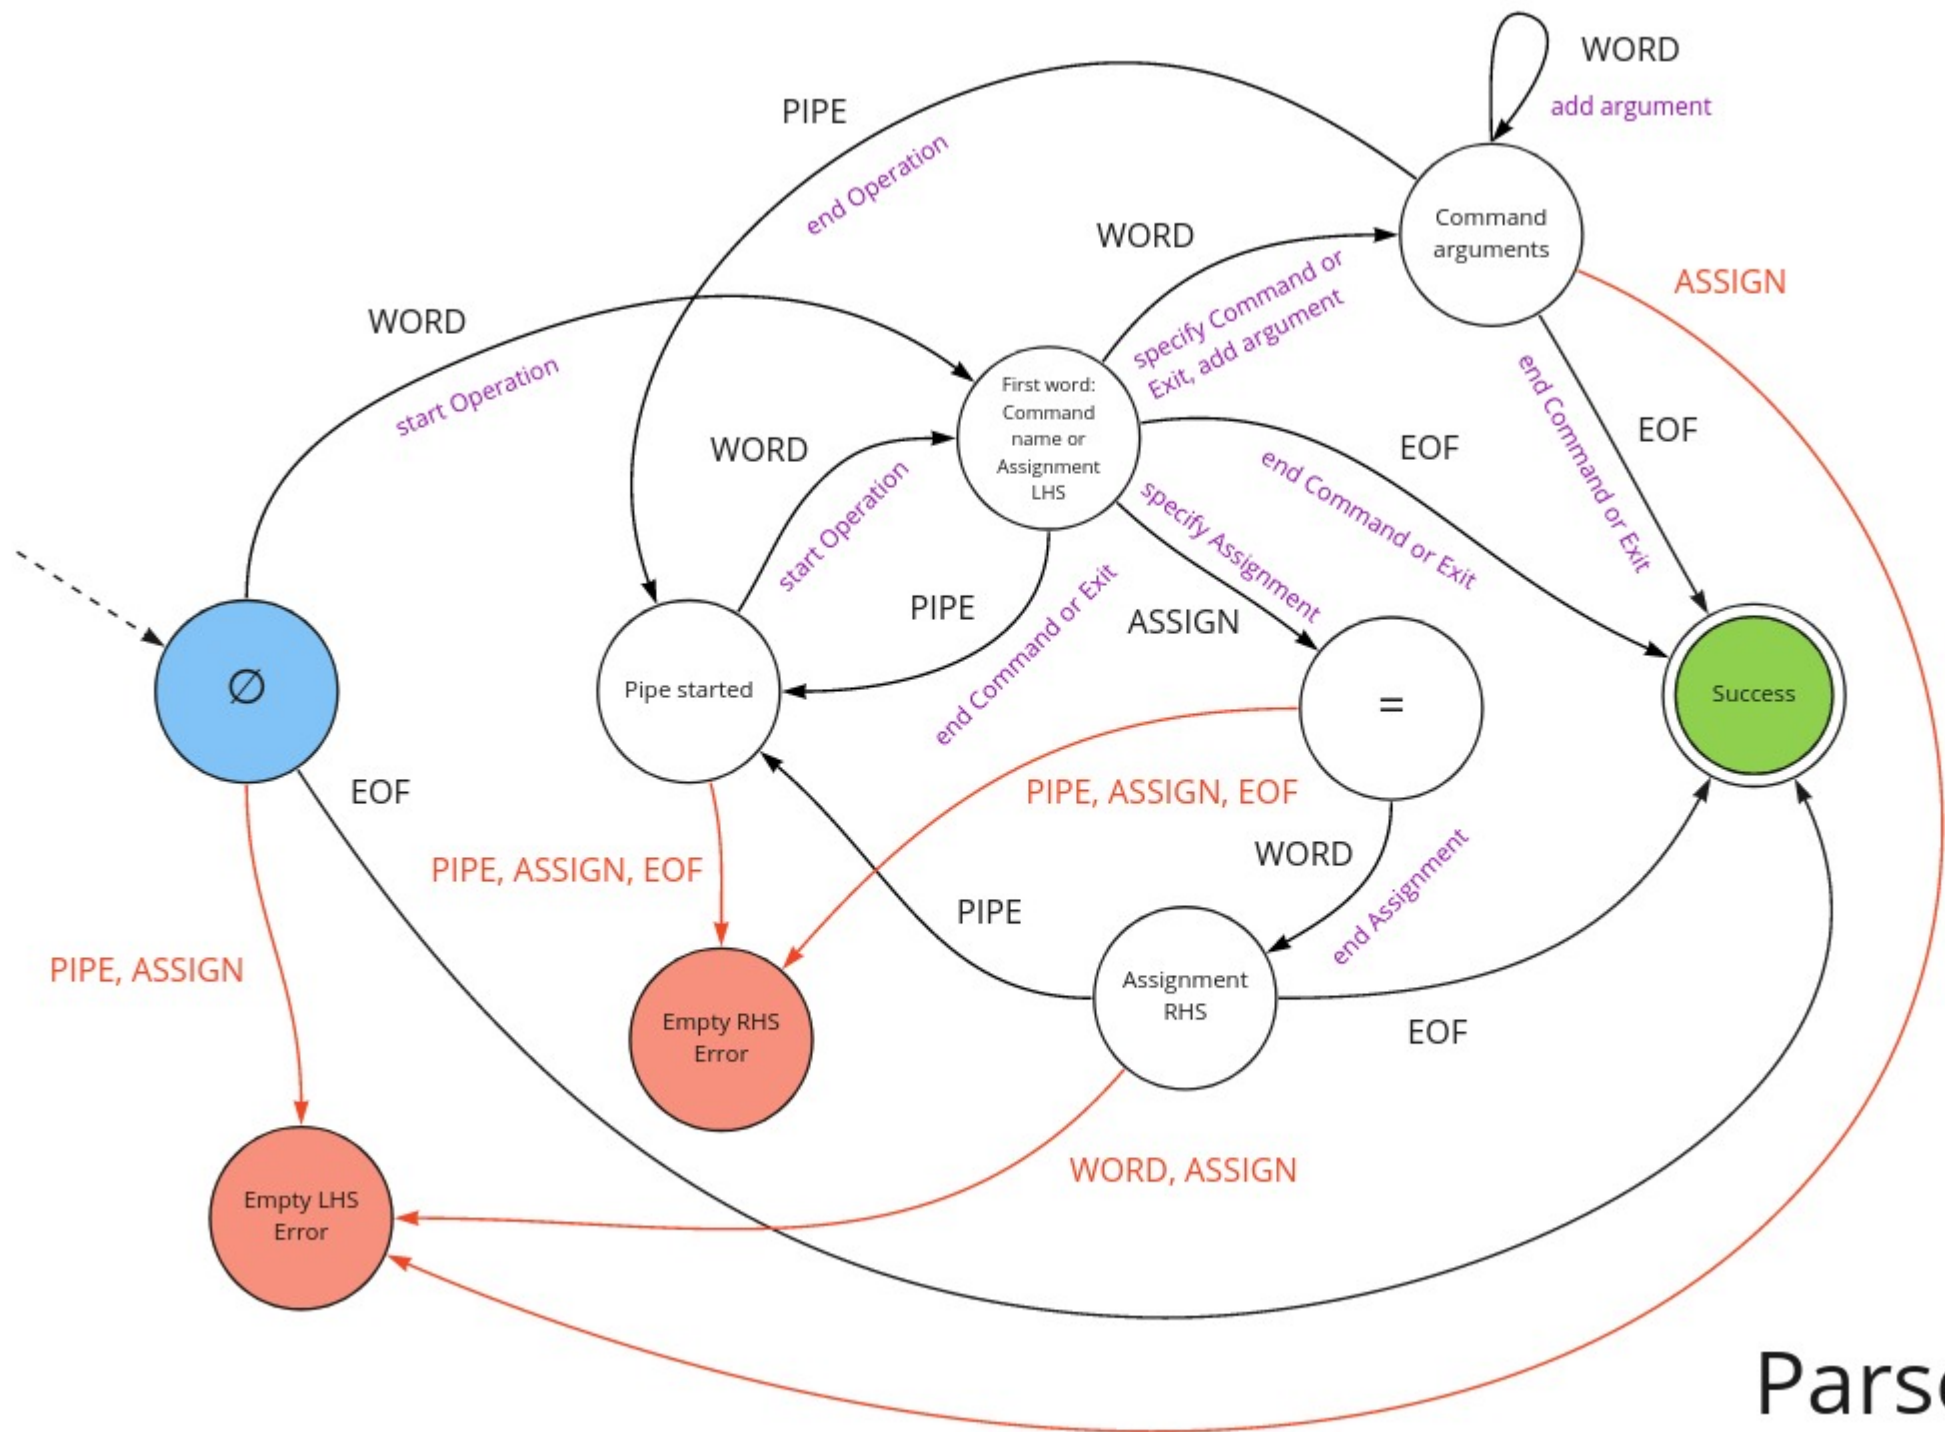 WORD
add argument
PIPE
end Operation
Command
arguments
WORD
specify Command or
Exit, add argument
ASSIGN
WORD
start Operation
First word:
Command
name or
Assignment
LHS
WORD
start Operation
EOF
end Command or Exit
EOF
end Command or Exit
specify Assignment
ASSIGN
PIPE
end Command or Exit
∅
Pipe started
=
Success
EOF
PIPE, ASSIGN, EOF
PIPE, ASSIGN, EOF
WORD
end Assignment
PIPE
PIPE, ASSIGN
Assignment
RHS
EOF
Empty RHS
Error
WORD, ASSIGN
Empty LHS
Error